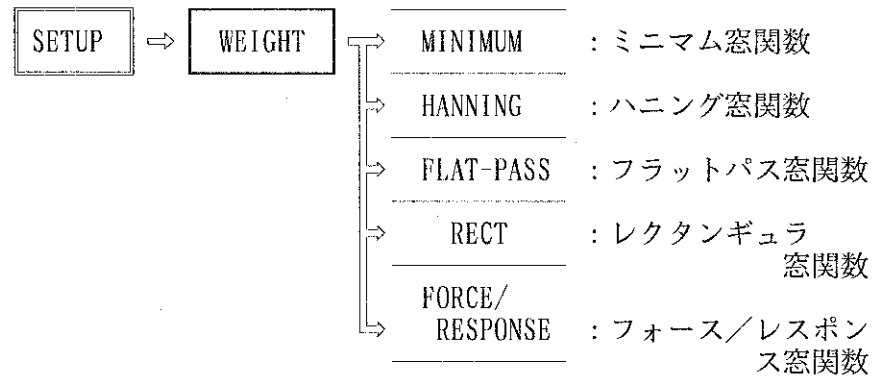 SETUP ⇒ WEIGHT ⇒ MINIMUM :ミニマム窓関数
⇒ HANNING :ハニング窓関数
⇒ FLAT-PASS :フラットパス窓関数
⇒ RECT :レクタンギュラ
窓関数
FORCE/
⇒ RESPONSE :フォース/レスポン
ス窓関数